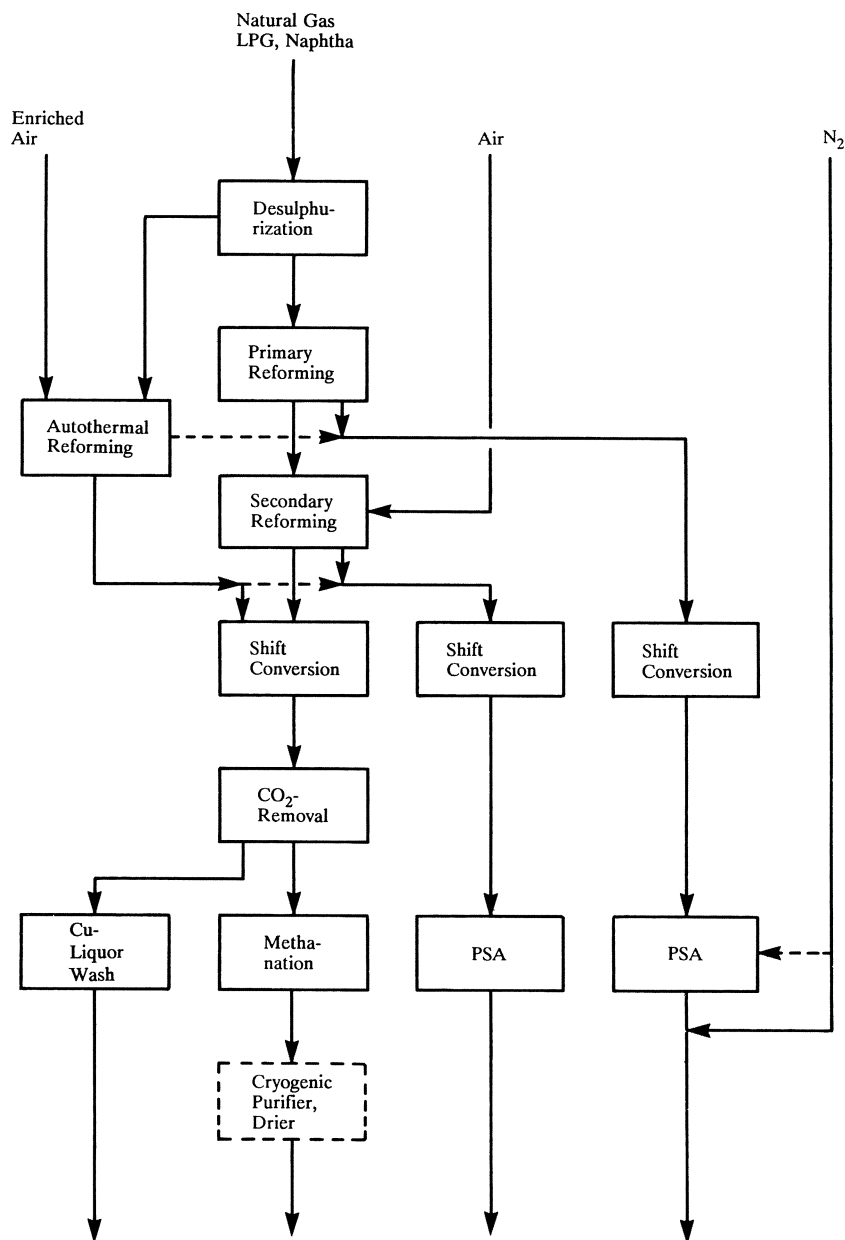 Natural Gas
LPG, Naphtha
Enriched
Air
Air
N₂
Desulphu-
rization
Primary
Reforming
Autothermal
Reforming
Secondary
Reforming
Shift
Conversion
Shift
Conversion
Shift
Conversion
CO₂-
Removal
Cu-
Liquor
Wash
Metha-
nation
PSA
PSA
Cryogenic
Purifier,
Drier